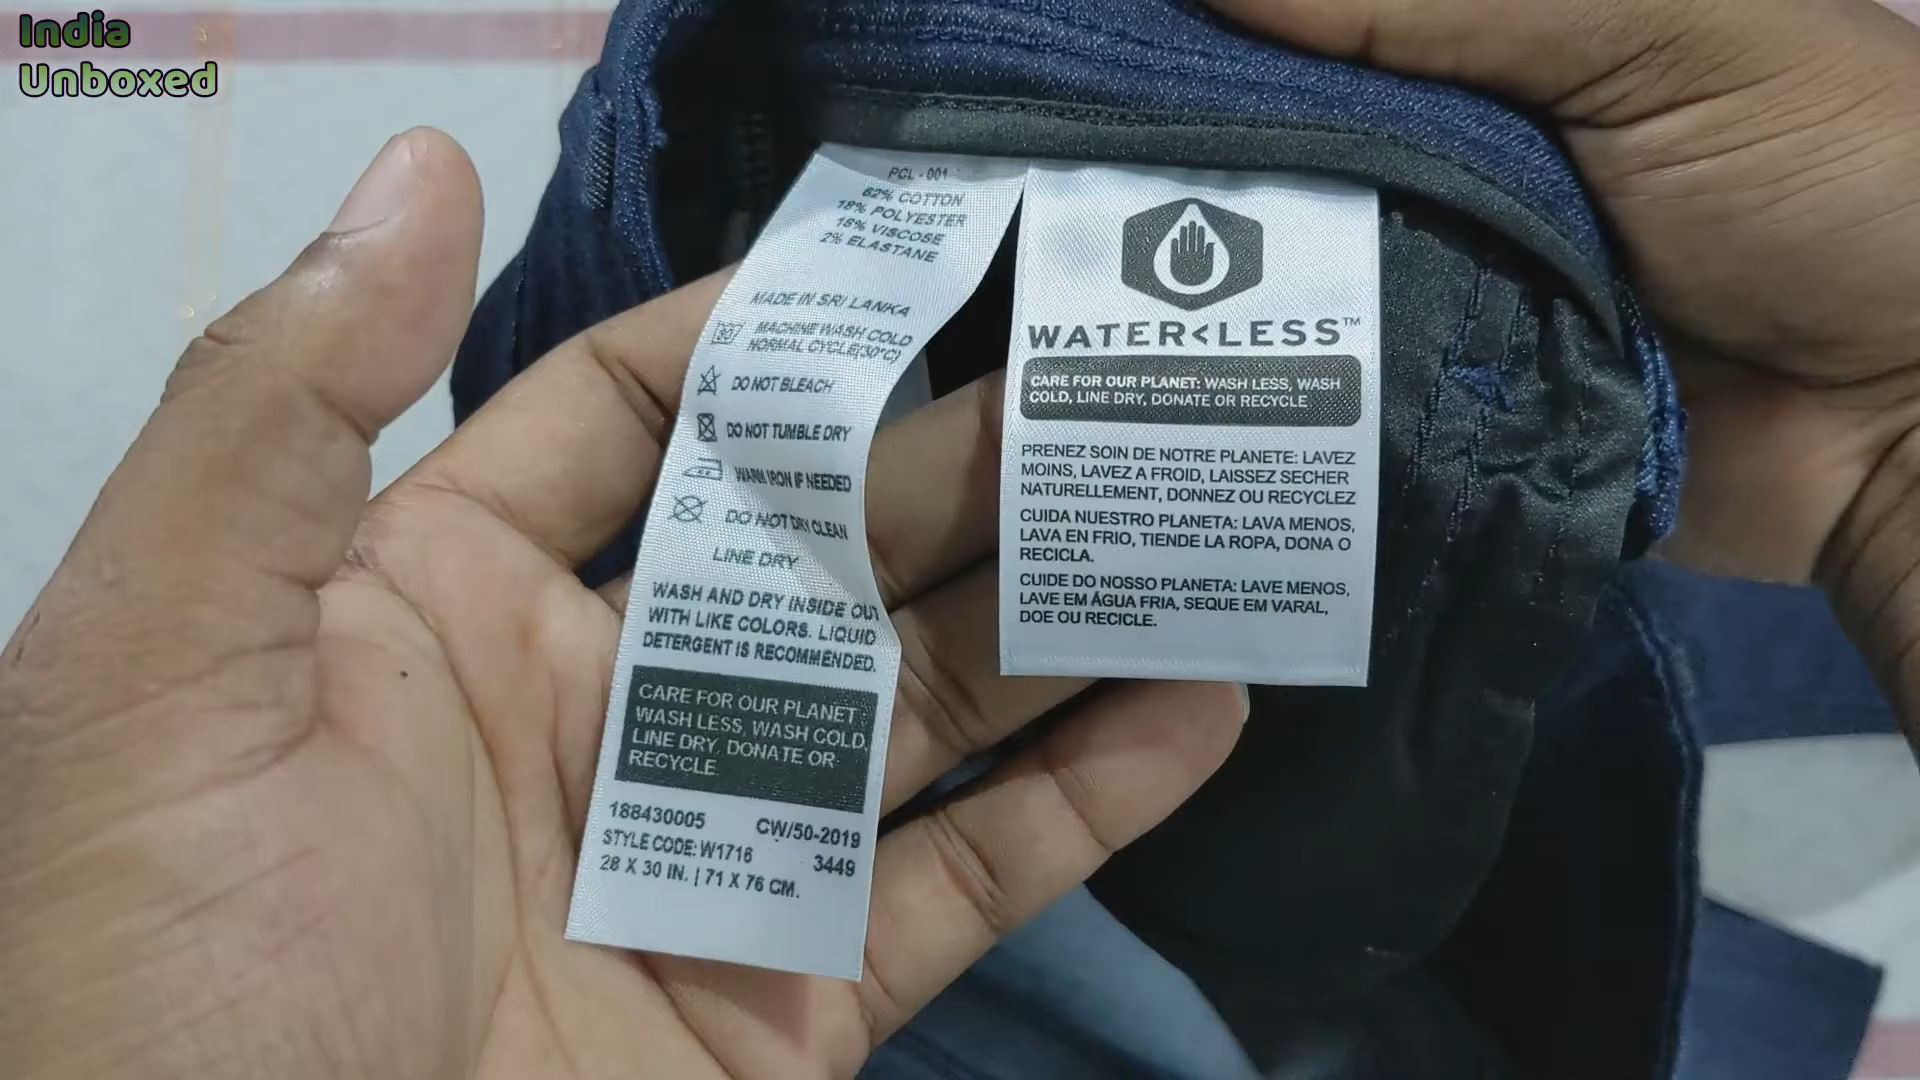 India
Unboxed
PCL - 001
62% COTTON
18% POLYESTER
18% VISCOSE
2% ELASTANE
MADE IN SRI LANKA
30
MACHINE WASH COLD
NORMAL CYCLE(30°C)
DO NOT BLEACH
DO NOT TUMBLE DRY
WARM IRON IF NEEDED
DO NOT DRY CLEAN
LINE DRY
WASH AND DRY INSIDE OUT
WITH LIKE COLORS. LIQUID
DETERGENT IS RECOMMENDED.
CARE FOR OUR PLANET :
WASH LESS, WASH COLD,
LINE DRY, DONATE OR
RECYCLE
188430005 CW/50-2019
STYLE CODE: W1716 3449
28 X 30 IN. | 71 X 76 CM.
WATER<LESS™
CARE FOR OUR PLANET: WASH LESS, WASH
COLD, LINE DRY, DONATE OR RECYCLE
PRENEZ SOIN DE NOTRE PLANETE: LAVEZ
MOINS, LAVEZ A FROID, LAISSEZ SECHER
NATURELLEMENT, DONNEZ OU RECYCLEZ
CUIDA NUESTRO PLANETA: LAVA MENOS,
LAVA EN FRIO, TIENDE LA ROPA, DONA O
RECICLA.
CUIDE DO NOSSO PLANETA: LAVE MENOS,
LAVE EM ÁGUA FRIA, SEQUE EM VARAL,
DOE OU RECICLE.